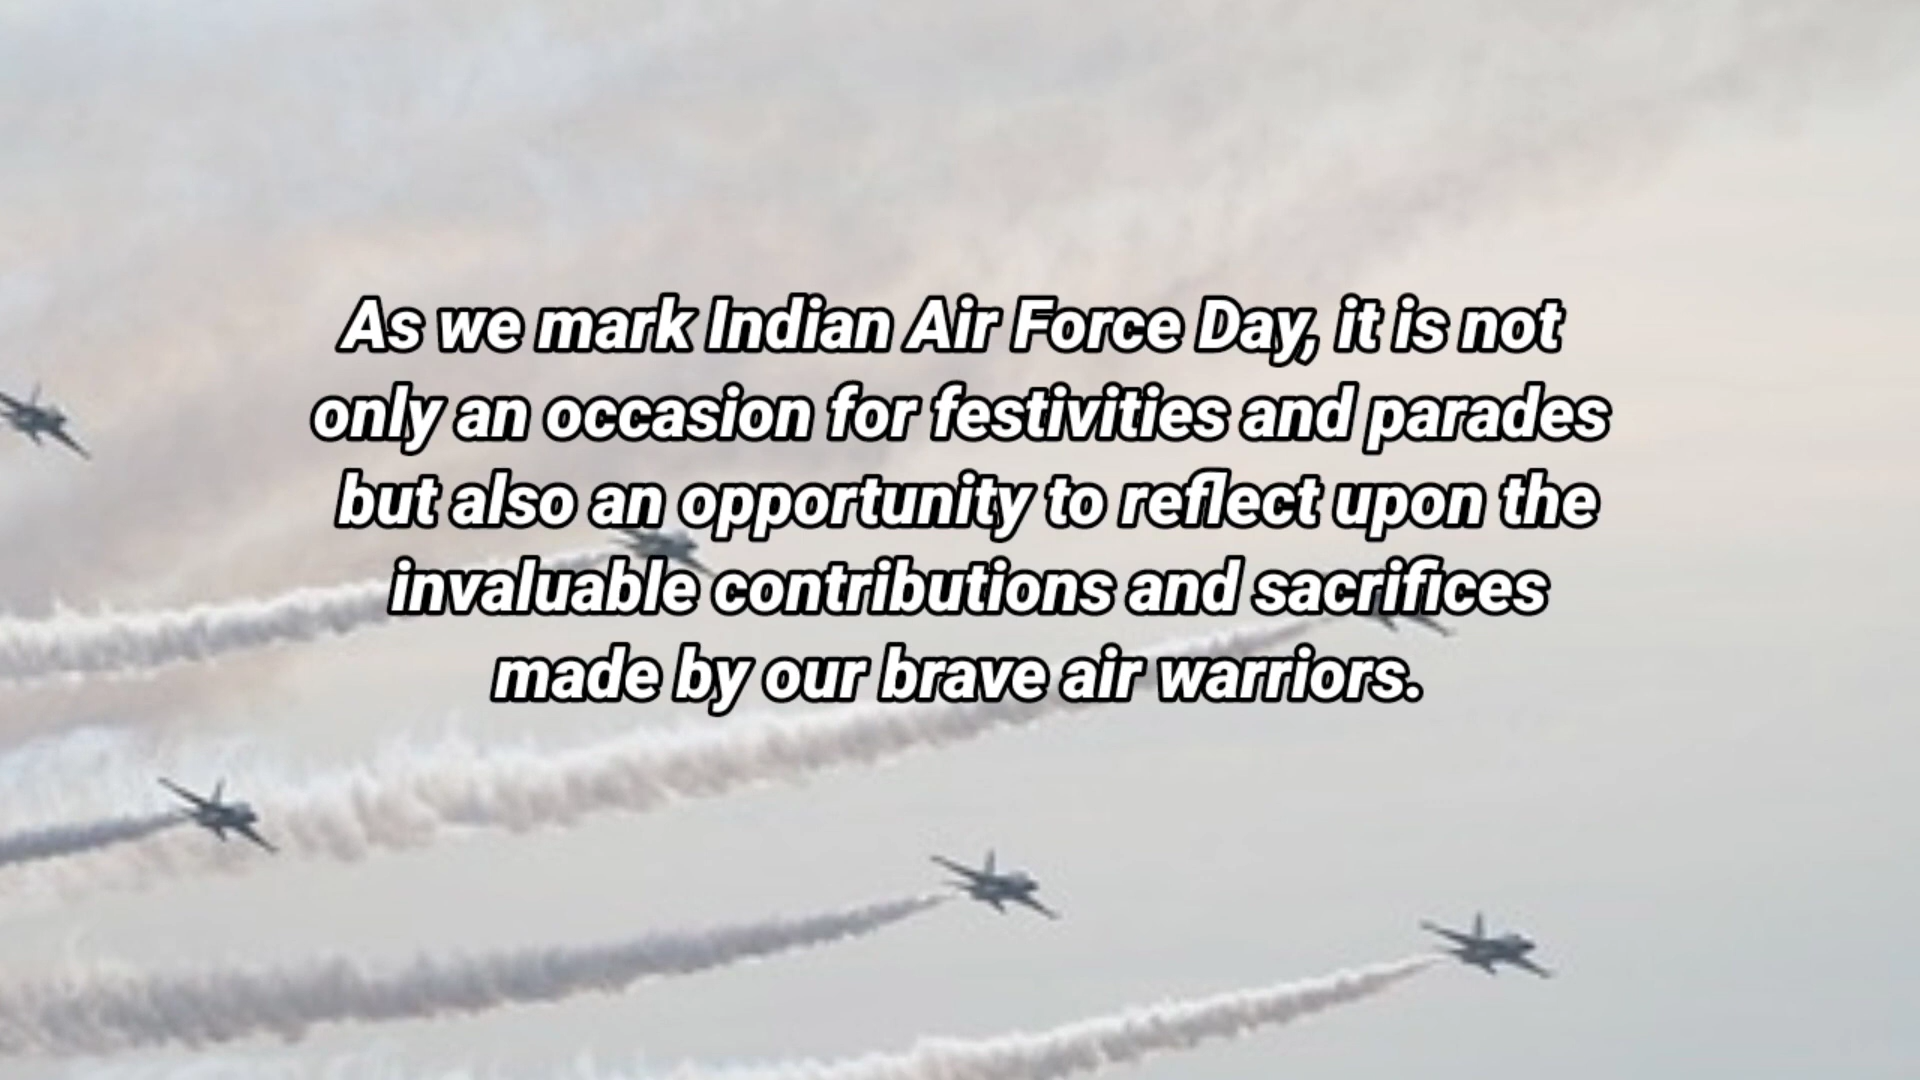 As we mark Indian Air Force Day, it is not
only an occasion for festivities and parades
but also an opportunity to reflect upon the
invaluable contributions and sacrifices
made by our brave air warriors.